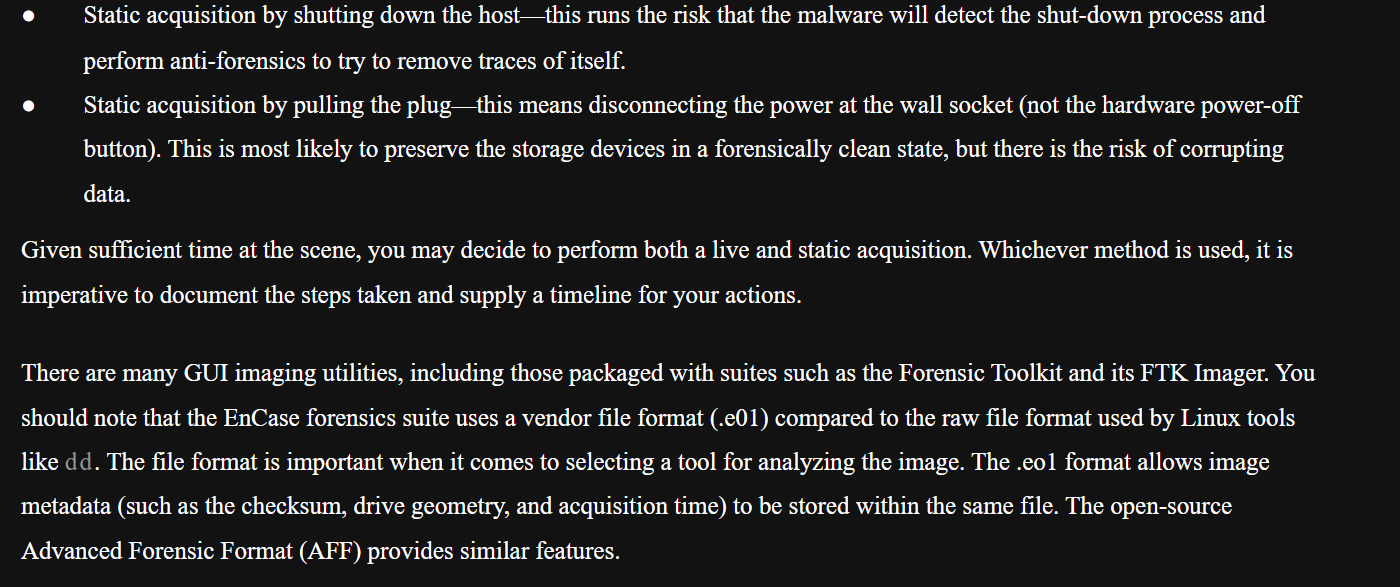 ● Static acquisition by shutting down the host—this runs the risk that the malware will detect the shut-down process and
perform anti-forensics to try to remove traces of itself.
● Static acquisition by pulling the plug—this means disconnecting the power at the wall socket (not the hardware power-off
button). This is most likely to preserve the storage devices in a forensically clean state, but there is the risk of corrupting
data.
Given sufficient time at the scene, you may decide to perform both a live and static acquisition. Whichever method is used, it is
imperative to document the steps taken and supply a timeline for your actions.
There are many GUI imaging utilities, including those packaged with suites such as the Forensic Toolkit and its FTK Imager. You
should note that the EnCase forensics suite uses a vendor file format (.e01) compared to the raw file format used by Linux tools
like dd. The file format is important when it comes to selecting a tool for analyzing the image. The .eo1 format allows image
metadata (such as the checksum, drive geometry, and acquisition time) to be stored within the same file. The open-source
Advanced Forensic Format (AFF) provides similar features.